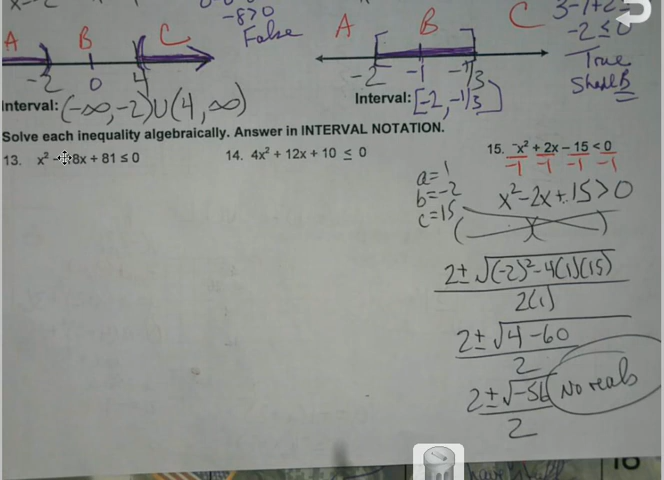 -8>0
False
3-1+2≤
-2≤0
True
Shade B
A B C
-2 0 4
A B C
-2 -1 -1/3
Interval: (-∞,-2)∪(4,∞)
Interval: [-2,-1/3]
Solve each inequality algebraically. Answer in INTERVAL NOTATION.
13. 8x + 81 ≤ 0
14. 4x² + 12x + 10 ≤ 0
15. -x² + 2x – 15 < 0
-1 -1 -1 -1
a=1
b=-2
c=15
x²-2x+15>0
( )( )
2±√(-2)²-4(1)(15)
2(1)
2±√4-60
2
2±√-56 No reals
2